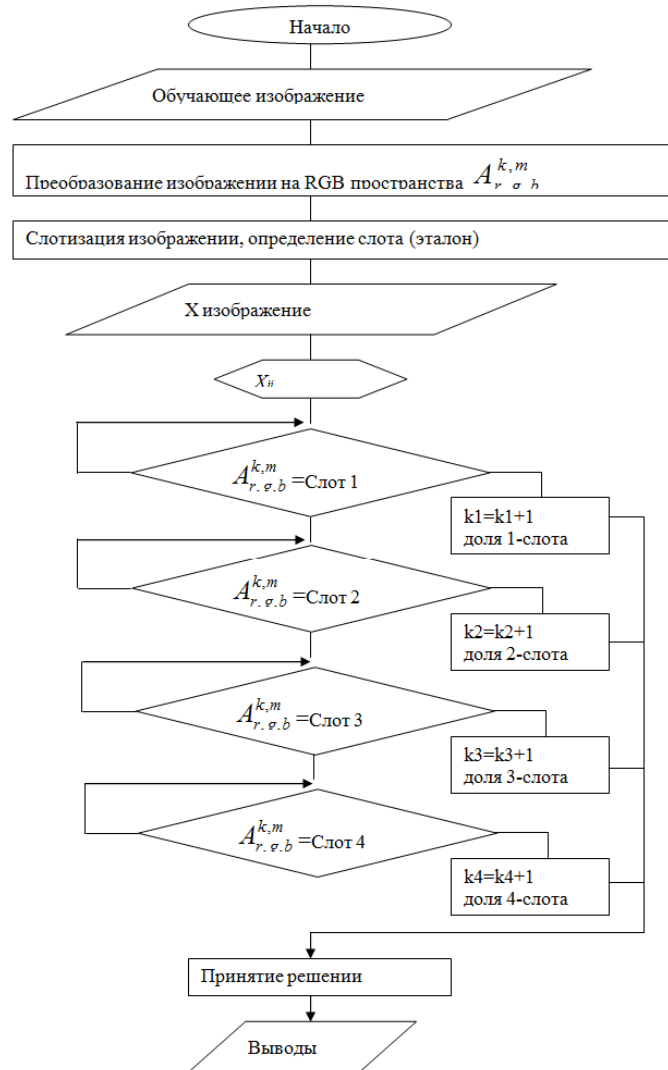 Начало
Обучающее изображение
Преобразование изображении на RGB пространства A^{k,m}_{r,g,b}
Слотизация изображении, определение слота (эталон)
X изображение
A^{k,m}_{r,g,b}=Слот 1
k1=k1+1
доля 1-слота
A^{k,m}_{r,g,b}=Слот 2
k2=k2+1
доля 2-слота
A^{k,m}_{r,g,b}=Слот 3
k3=k3+1
доля 3-слота
A^{k,m}_{r,g,b}=Слот 4
k4=k4+1
доля 4-слота
Принятие решении
Выводы